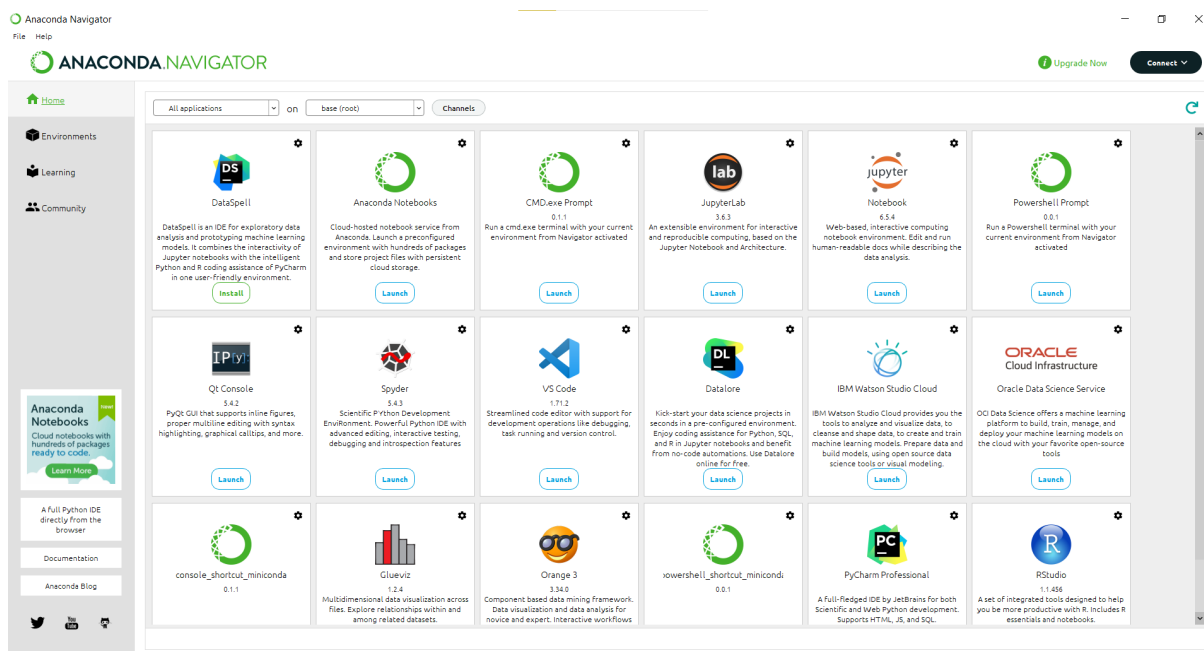 Anaconda Navigator
File Help
ANACONDA.NAVIGATOR
i Upgrade Now
Connect
Home
Environments
Learning
Community
All applications
on
base (root)
Channels
DS
DataSpell
DataSpell is an IDE for exploratory data
analysis and prototyping machine learning
models. It combines the interactivity of
Jupyter notebooks with the intelligent
Python and R coding assistance of PyCharm
in one user-friendly environment.
Install
Anaconda Notebooks
Cloud-hosted notebook service from
Anaconda. Launch a preconfigured
environment with hundreds of packages
and store project files with persistent
cloud storage.
Launch
CMD.exe Prompt
0.1.1
Run a cmd.exe terminal with your current
environment from Navigator activated
Launch
lab
JupyterLab
3.6.3
An extensible environment for interactive
and reproducible computing, based on the
Jupyter Notebook and Architecture.
Launch
jupyter
Notebook
6.5.4
Web-based, interactive computing
notebook environment. Edit and run
human-readable docs while describing the
data analysis.
Launch
Powershell Prompt
0.0.1
Run a Powershell terminal with your
current environment from Navigator
activated
Launch
IP[y]:
Qt Console
5.4.2
PyQt GUI that supports inline figures,
proper multiline editing with syntax
highlighting, graphical calltips, and more.
Launch
Spyder
5.4.3
Scientific PYthon Development
EnviRonment. Powerful Python IDE with
advanced editing, interactive testing,
debugging and introspection features
Launch
VS Code
1.71.2
Streamlined code editor with support for
development operations like debugging,
task running and version control.
Launch
DL
Datalore
Kick-start your data science projects in
seconds in a pre-configured environment.
Enjoy coding assistance for Python, SQL,
and R in Jupyter notebooks and benefit
from no-code automations. Use Datalore
online for free.
Launch
IBM Watson Studio Cloud
IBM Watson Studio Cloud provides you the
tools to analyze and visualize data, to
cleanse and shape data, to create and train
machine learning models. Prepare data and
build models, using open source data
science tools or visual modeling.
Launch
ORACLE
Cloud Infrastructure
Oracle Data Science Service
OCI Data Science offers a machine learning
platform to build, train, manage, and
deploy your machine learning models on
the cloud with your favorite open-source
tools
Launch
console_shortcut_miniconda
0.1.1
Glueviz
1.2.4
Multidimensional data visualization across
files. Explore relationships within and
among related datasets.
Orange 3
3.34.0
Component based data mining framework.
Data visualization and data analysis for
novice and expert. Interactive workflows
powershell_shortcut_miniconda
0.0.1
PC
PyCharm Professional
A full-fledged IDE by JetBrains for both
Scientific and Web Python development.
Supports HTML, JS, and SQL.
R
RStudio
1.1.456
A set of integrated tools designed to help
you be more productive with R. Includes R
essentials and notebooks.
Anaconda
Notebooks
New!
Cloud notebooks with
hundreds of packages
ready to code.
Learn More
A full Python IDE
directly from the
browser
Documentation
Anaconda Blog
You
Tube